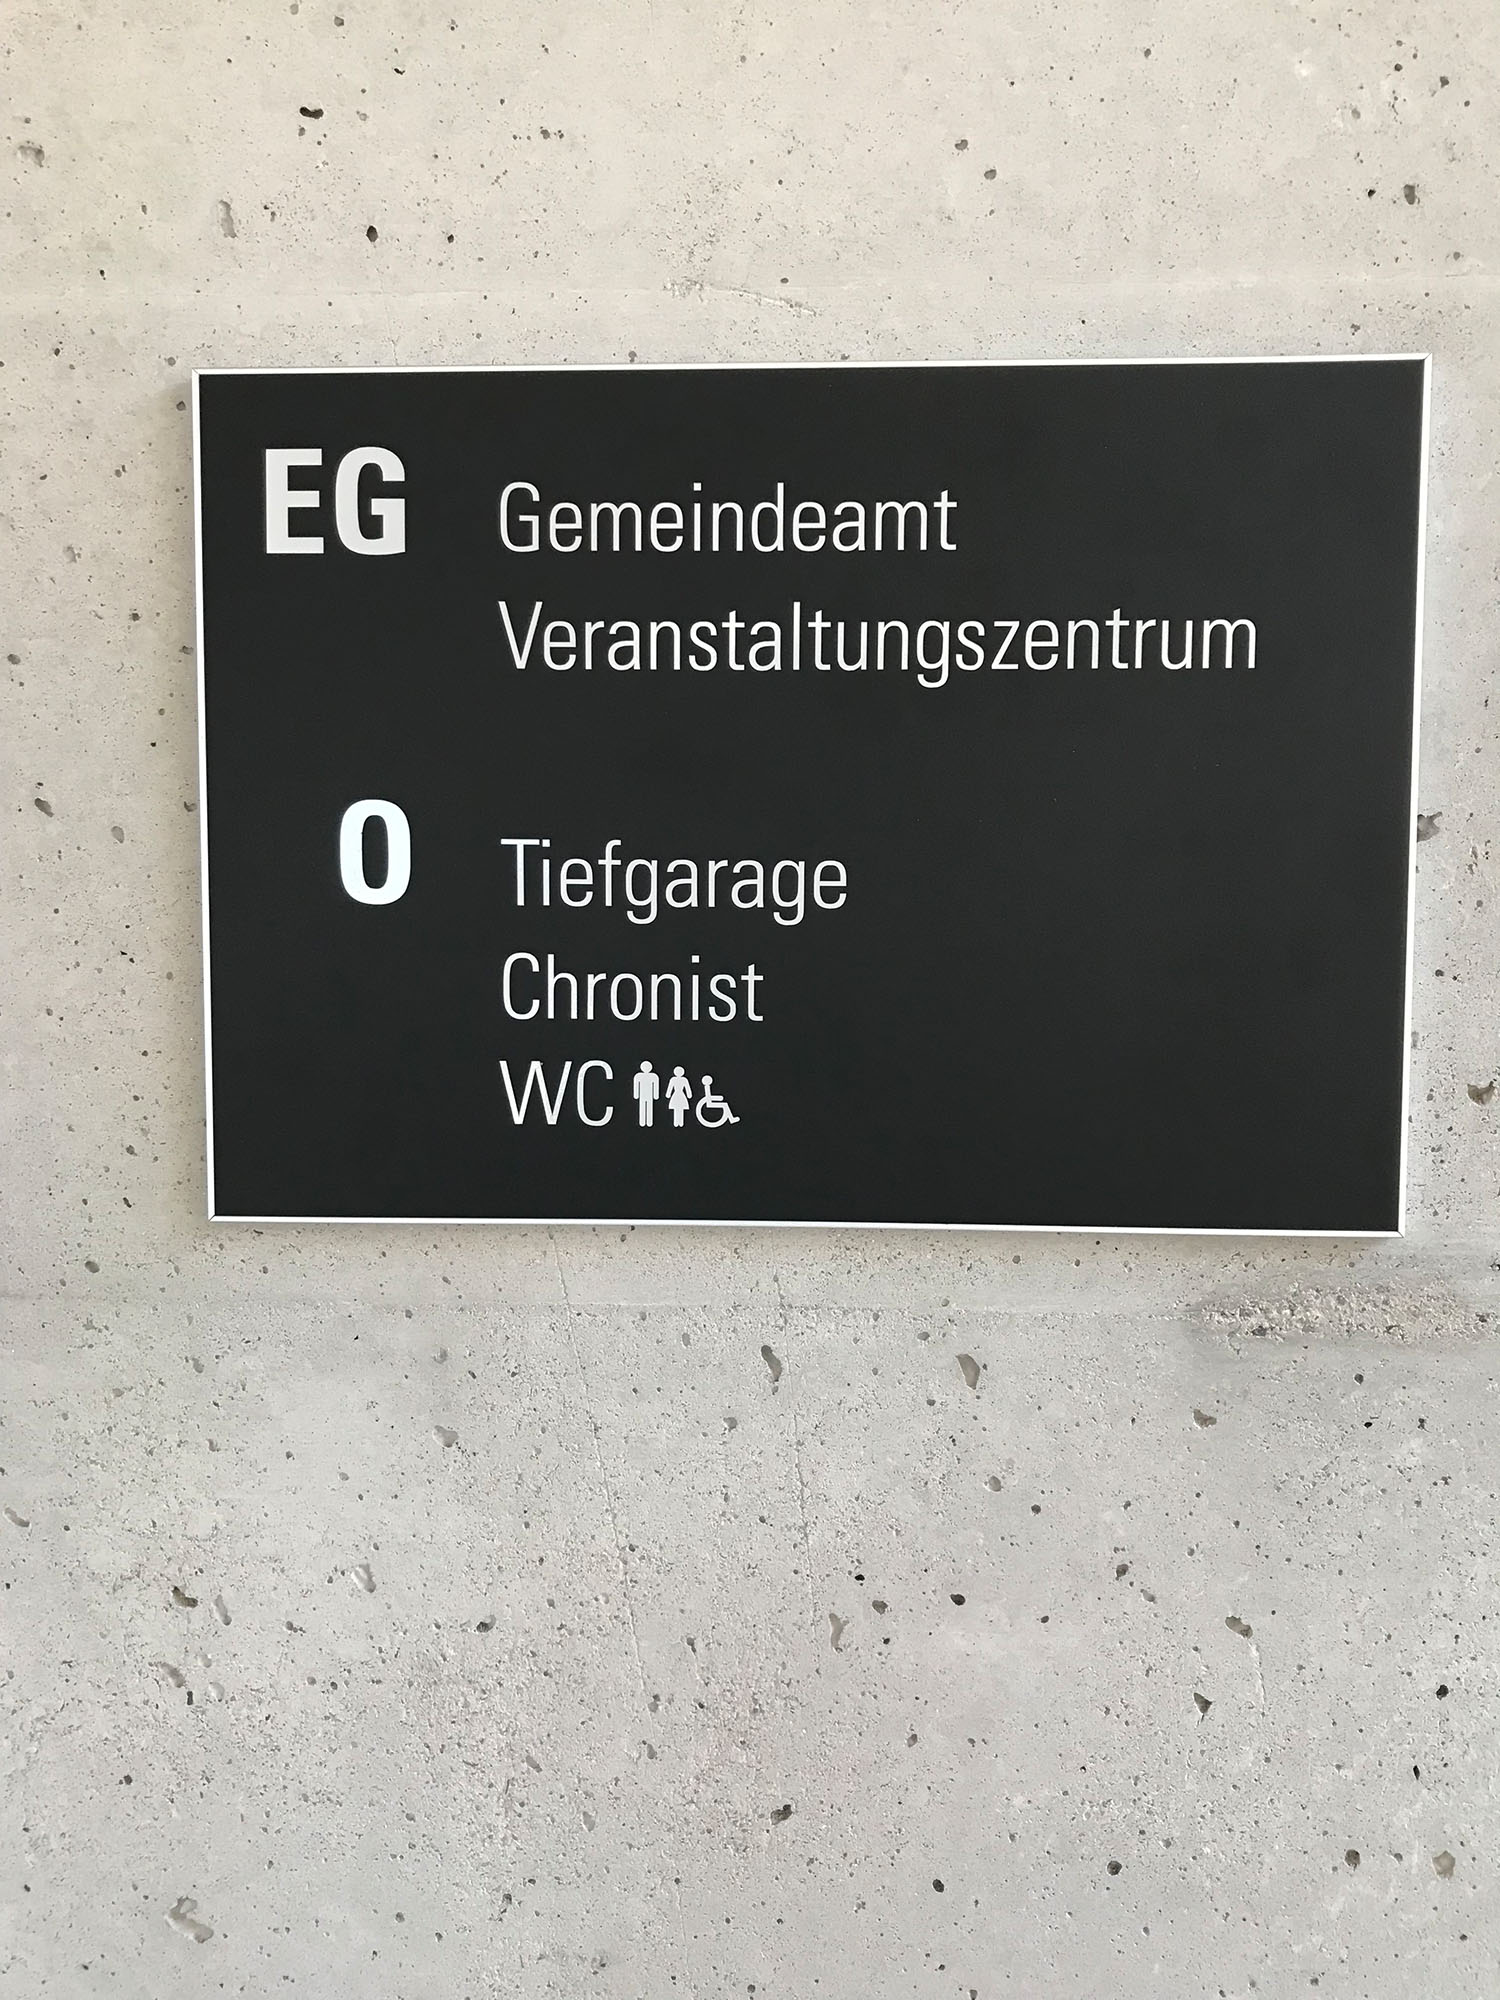 EG Gemeindeamt
Veranstaltungszentrum
0 Tiefgarage
Chronist
WC